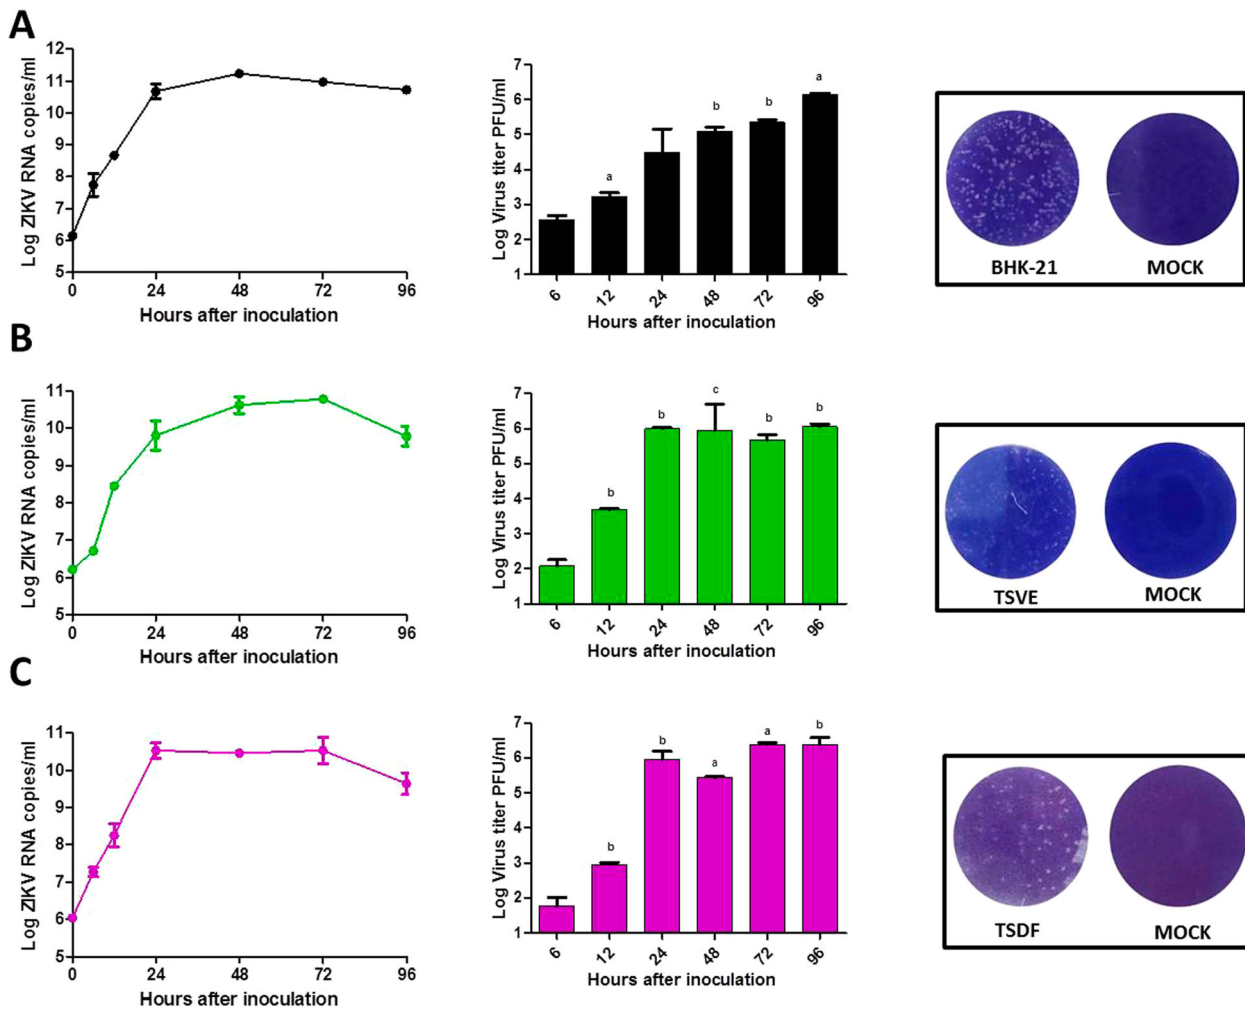 A
Log ZIKV RNA copies/ml
12
11
10
9
8
7
6
5
0
24
48
72
96
Hours after inoculation
Log Virus titer PFU/ml
7
6
5
4
3
2
1
a
b
b
a
6
12
24
48
72
96
Hours after inoculation
BHK-21
MOCK
B
Log ZIKV RNA copies/ml
11
10
9
8
7
6
5
0
24
48
72
96
Hours after inoculation
Log Virus titer PFU/ml
7
6
5
4
3
2
1
b
b
c
b
b
6
12
24
48
72
96
Hours after inoculation
TSVE
MOCK
C
Log ZIKV RNA copies/ml
11
10
9
8
7
6
5
0
24
48
72
96
Hours after inoculation
Log Virus titer PFU/ml
7
6
5
4
3
2
1
b
b
a
a
b
6
12
24
48
72
96
Hours after inoculation
TSDF
MOCK